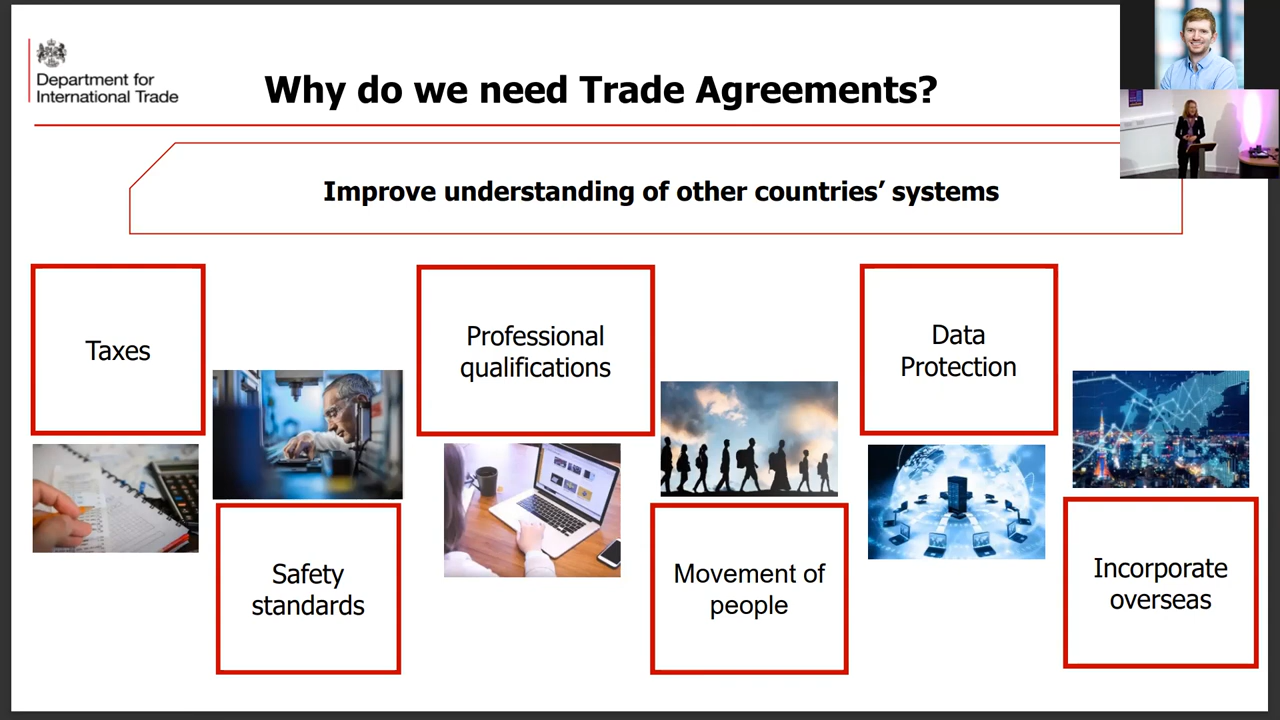 Department for
International Trade
Why do we need Trade Agreements?
Improve understanding of other countries’ systems
Taxes
Professional
qualifications
Data
Protection
Safety
standards
Movement of
people
Incorporate
overseas